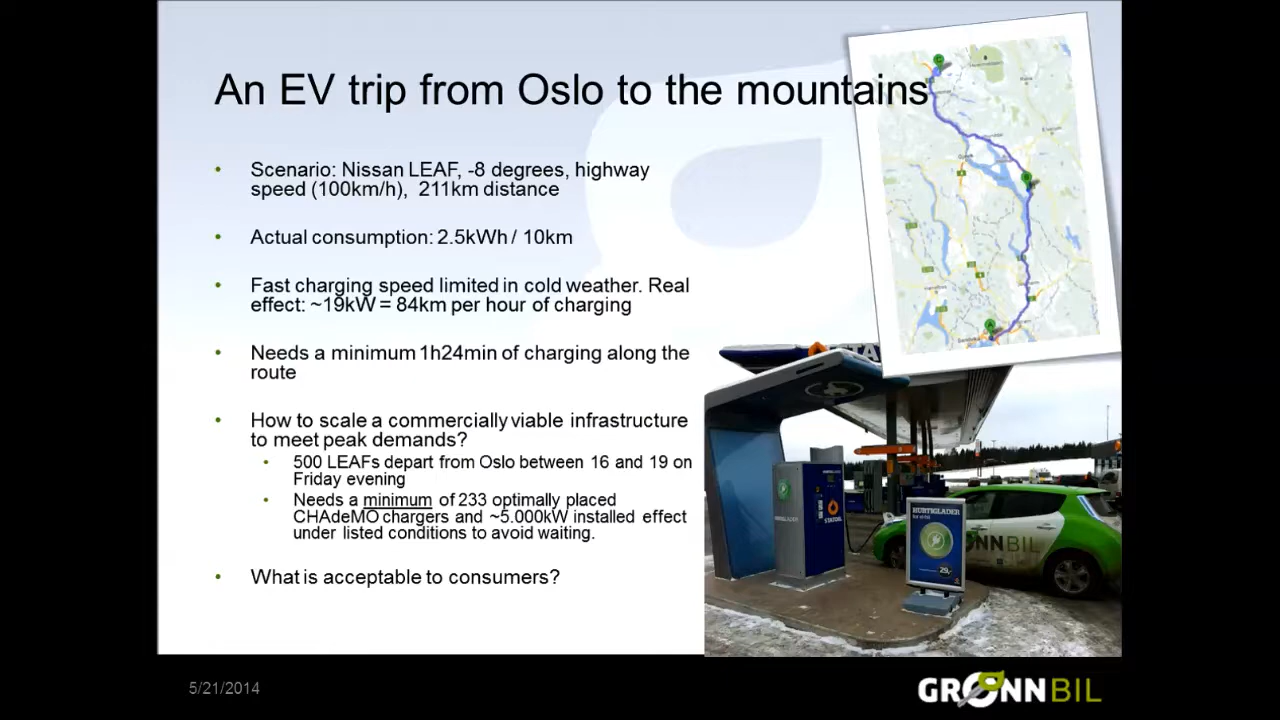 An EV trip from Oslo to the mountains
• Scenario: Nissan LEAF, -8 degrees, highway
speed (100km/h), 211km distance
• Actual consumption: 2.5kWh / 10km
• Fast charging speed limited in cold weather. Real
effect: ~19kW = 84km per hour of charging
• Needs a minimum 1h24min of charging along the
route
• How to scale a commercially viable infrastructure
to meet peak demands?
• 500 LEAFs depart from Oslo between 16 and 19 on
Friday evening
• Needs a minimum of 233 optimally placed
CHAdeMO chargers and ~5.000kW installed effect
under listed conditions to avoid waiting.
• What is acceptable to consumers?
STA
STATOIL
HURTIGLADER
29,-
ONNBIL
5/21/2014
GRØNNBIL